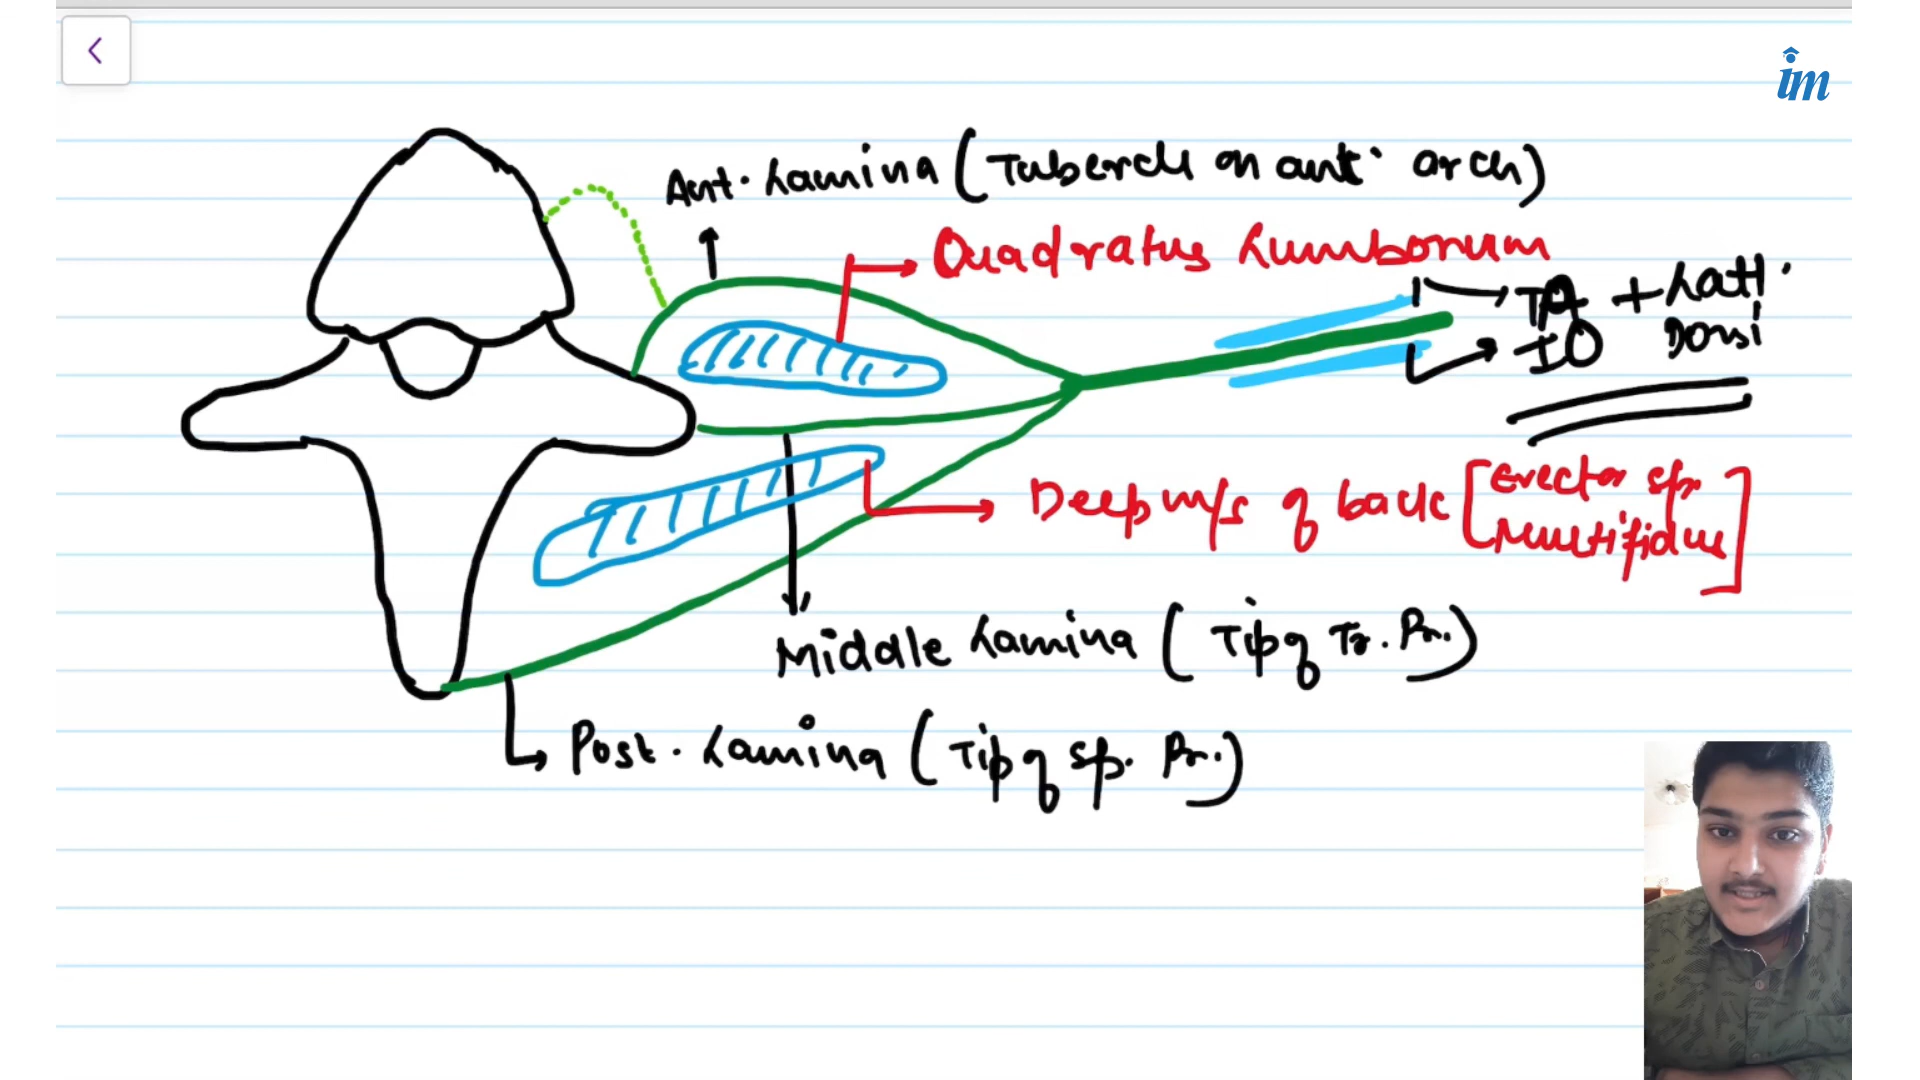 im
Ant. Lamina (Tubercle on ant. arch)
Quadratus Lumborum
TA + Latt.
IO Dorsi
Deep m/s of back [Erector sp.
Multifidus]
Middle Lamina (Tip of Tr. Pr.)
Post. Lamina (Tip of sp. Pr.)